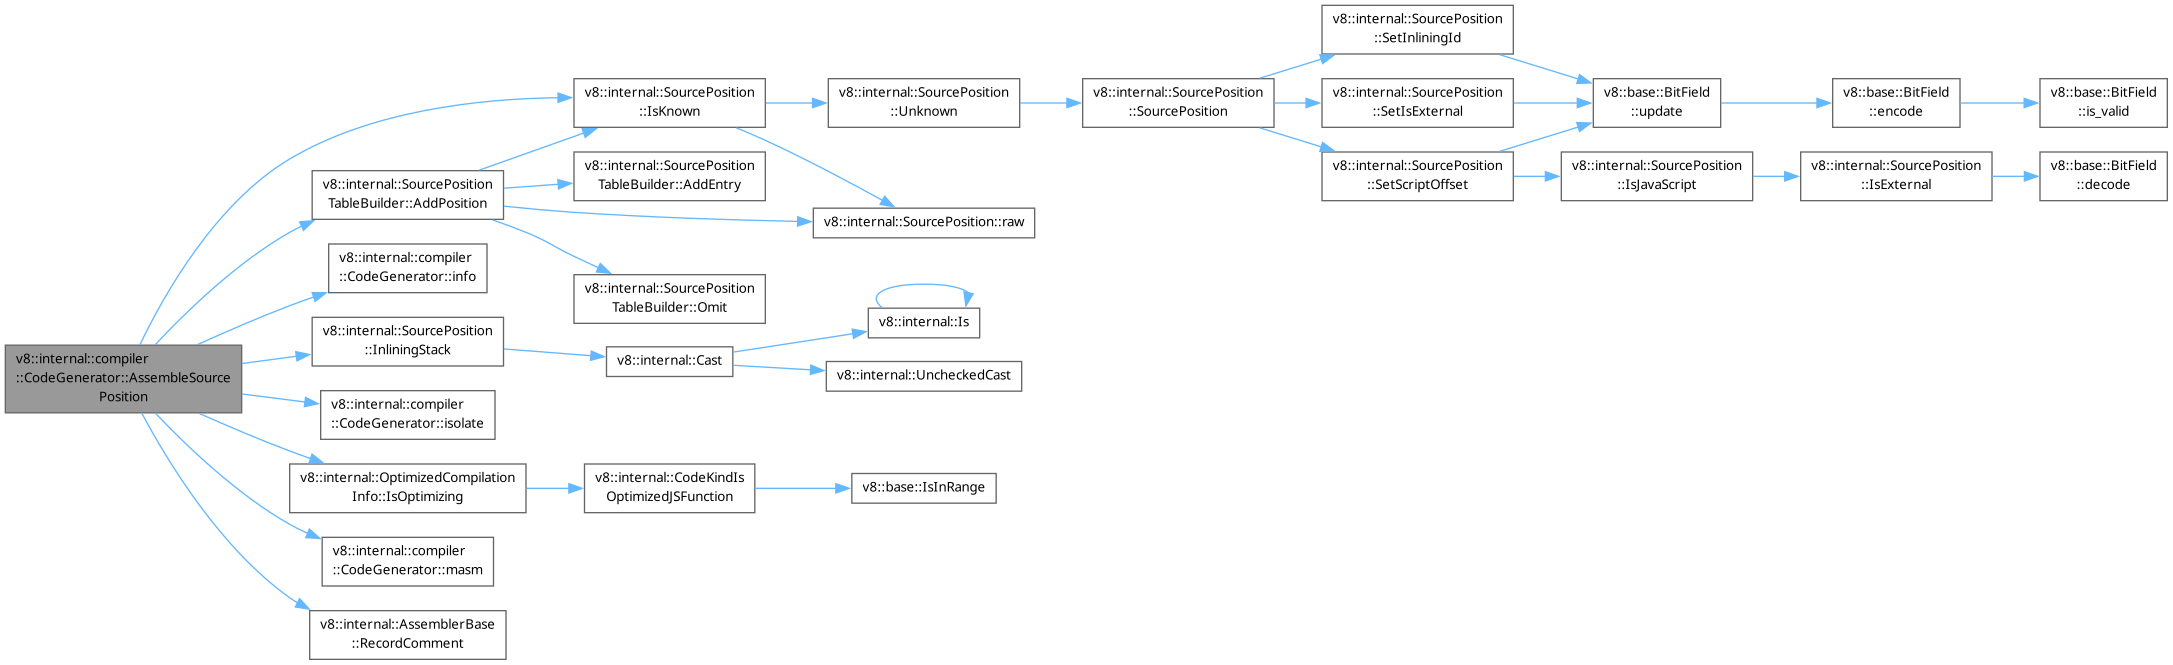 v8::internal::compiler
::CodeGenerator::AssembleSource
Position
v8::internal::SourcePosition
::IsKnown
v8::internal::SourcePosition
::Unknown
v8::internal::SourcePosition
::SourcePosition
v8::internal::SourcePosition
::SetInliningId
v8::internal::SourcePosition
::SetIsExternal
v8::internal::SourcePosition
::SetScriptOffset
v8::base::BitField
::update
v8::base::BitField
::encode
v8::base::BitField
::is_valid
v8::internal::SourcePosition
::IsJavaScript
v8::internal::SourcePosition
::IsExternal
v8::base::BitField
::decode
v8::internal::SourcePosition
TableBuilder::AddPosition
v8::internal::SourcePosition
TableBuilder::AddEntry
v8::internal::SourcePosition::raw
v8::internal::SourcePosition
TableBuilder::Omit
v8::internal::compiler
::CodeGenerator::info
v8::internal::SourcePosition
::InliningStack
v8::internal::Cast
v8::internal::Is
v8::internal::UncheckedCast
v8::internal::compiler
::CodeGenerator::isolate
v8::internal::OptimizedCompilation
Info::IsOptimizing
v8::internal::CodeKindIs
OptimizedJSFunction
v8::base::IsInRange
v8::internal::compiler
::CodeGenerator::masm
v8::internal::AssemblerBase
::RecordComment